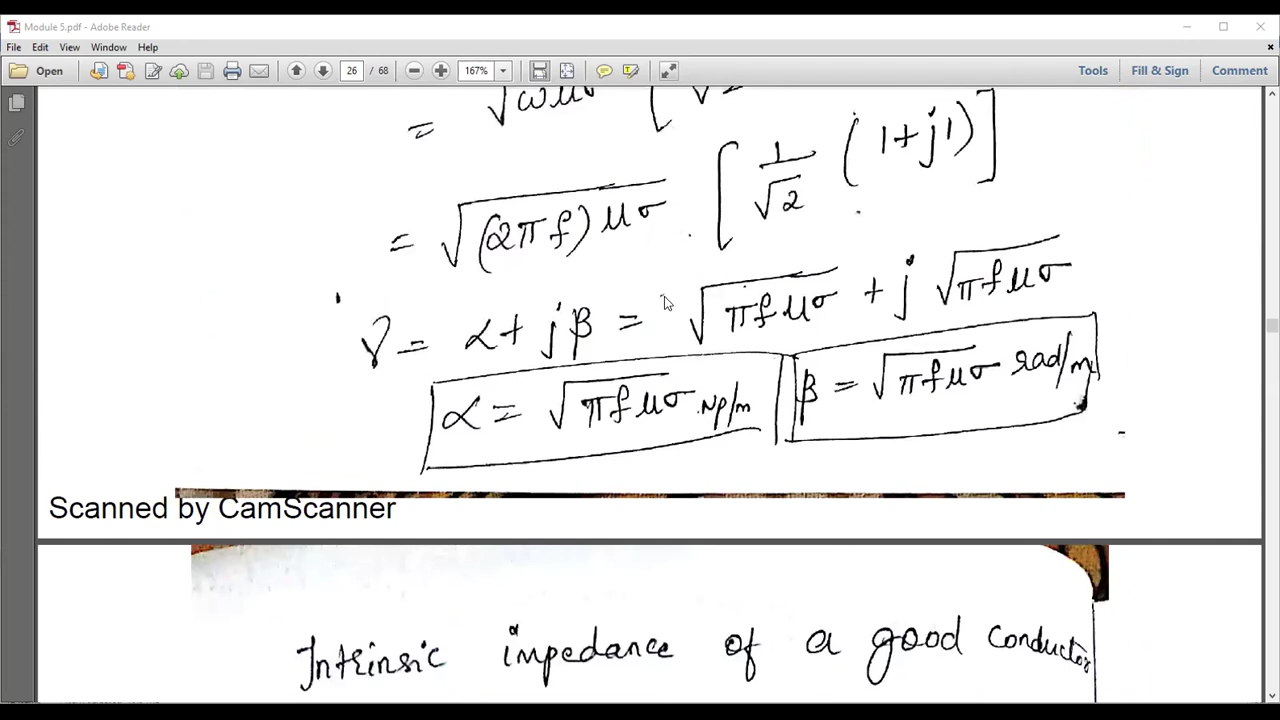 Module 5.pdf - Adobe Reader
File Edit View Window Help
Open 26 / 68 167% Tools Fill & Sign Comment
= √ωμσ [
= √(2πf)μσ . [1/√2 (1+j1)]
γ = α + jβ = √πfμσ + j √πfμσ
α = √πfμσ Np/m β = √πfμσ rad/m
Scanned by CamScanner
Intrinsic impedance of a good conductor